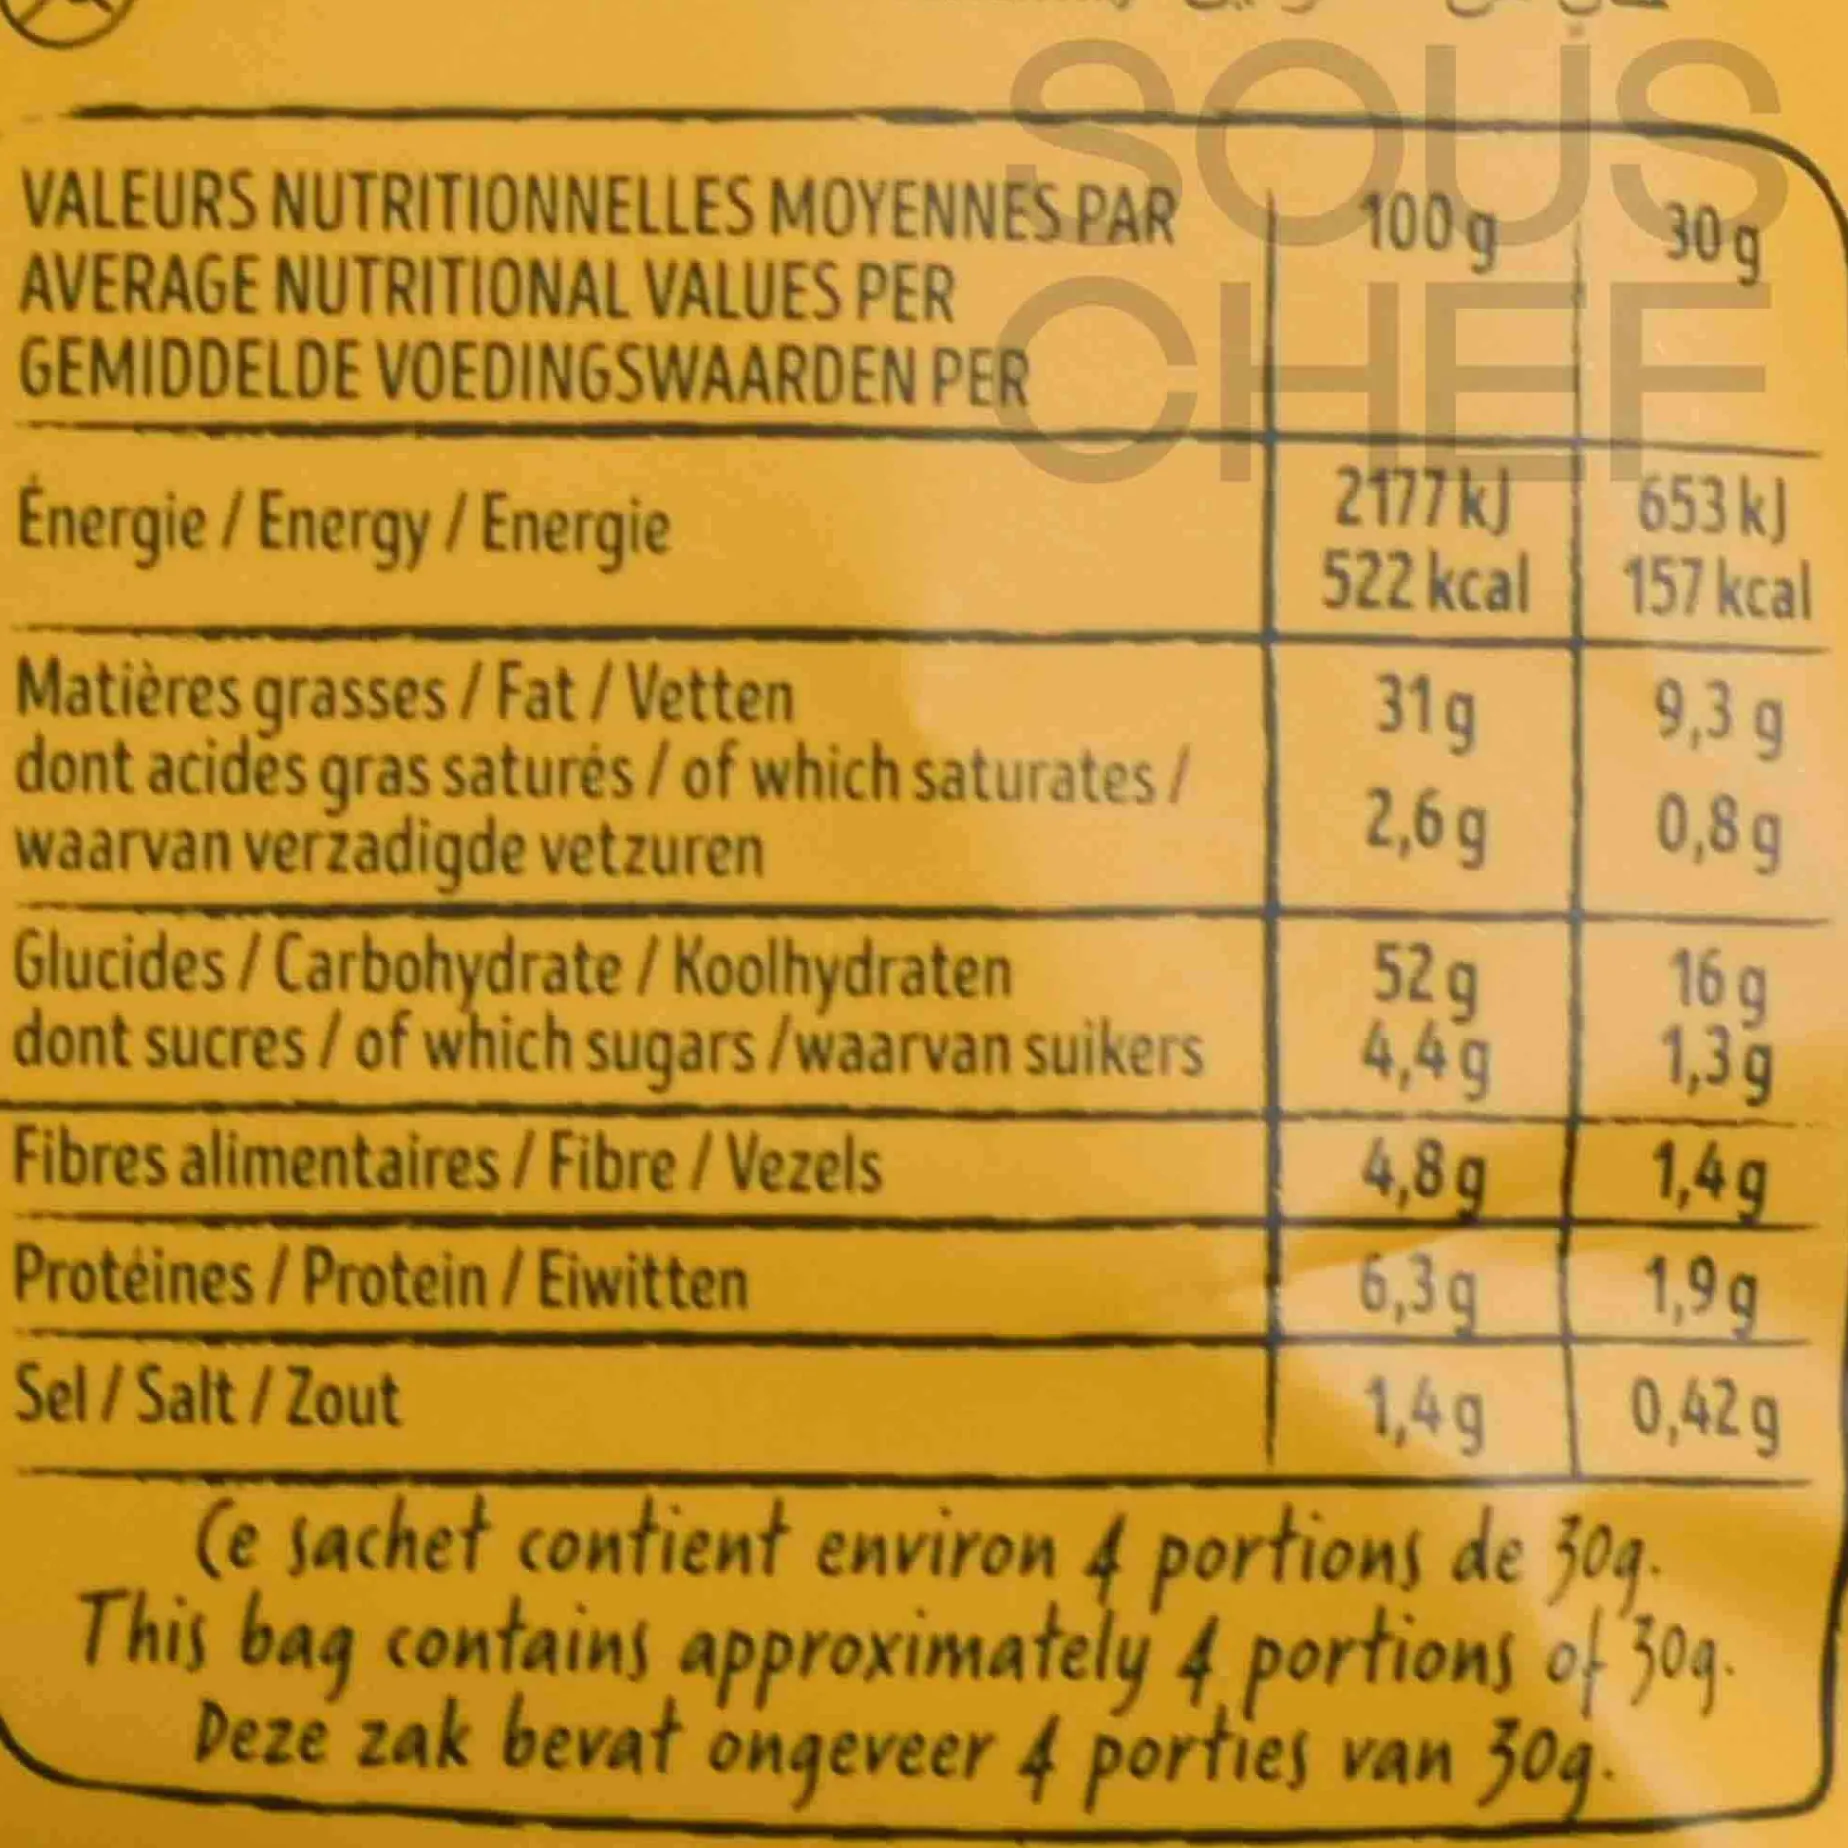 SOUS
CHEF
VALEURS NUTRITIONNELLES MOYENNES PAR 100 g 30 g
AVERAGE NUTRITIONAL VALUES PER
GEMIDDELDE VOEDINGSWAARDEN PER
Énergie / Energy / Energie 2177 kJ 653 kJ
522 kcal 157 kcal
Matières grasses / Fat / Vetten 31 g 9,3 g
dont acides gras saturés / of which saturates / 2,6 g 0,8 g
waarvan verzadigde vetzuren
Glucides / Carbohydrate / Koolhydraten 52 g 16 g
dont sucres / of which sugars /waarvan suikers 4,4 g 1,3 g
Fibres alimentaires / Fibre / Vezels 4,8 g 1,4 g
Protéines / Protein / Eiwitten 6,3 g 1,9 g
Sel / Salt / Zout 1,4 g 0,42 g
Ce sachet contient environ 4 portions de 30g.
This bag contains approximately 4 portions of 30g.
Deze zak bevat ongeveer 4 porties van 30g.